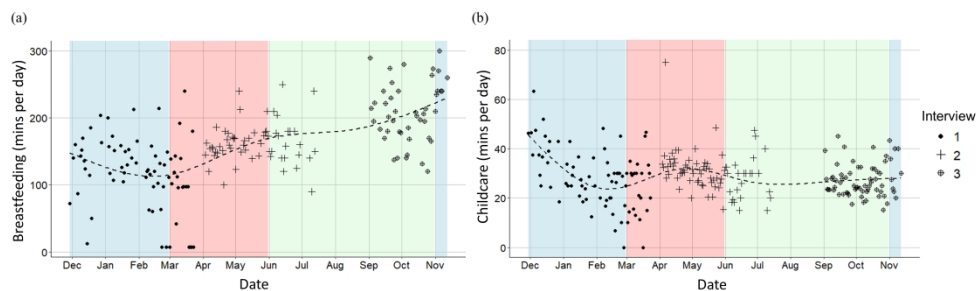 (a)
Breastfeeding (mins per day)
300
200
100
0
Dec Jan Feb Mar Apr May Jun Jul Aug Sep Oct Nov
Date
(b)
Childcare (mins per day)
80
60
40
20
0
Dec Jan Feb Mar Apr May Jun Jul Aug Sep Oct Nov
Date
Interview
1
2
3